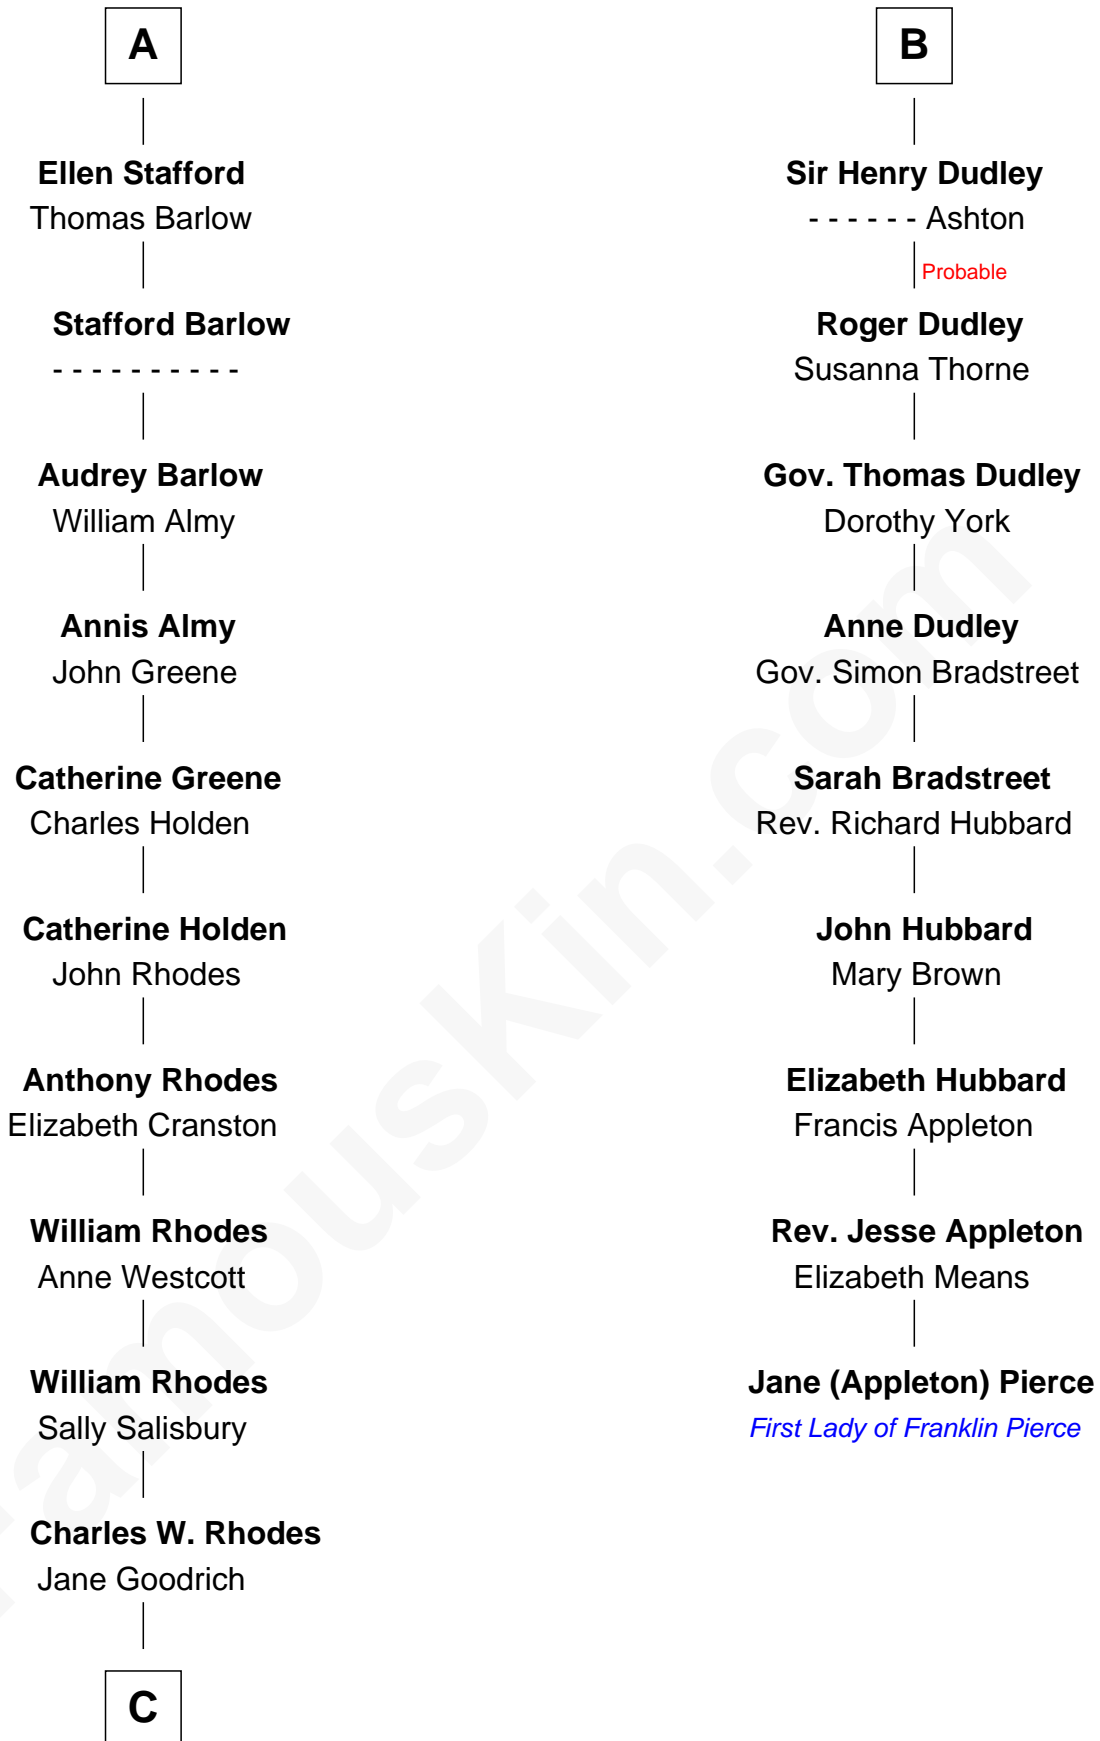 A
Ellen Stafford
Thomas Barlow
Stafford Barlow
- - - - - - - - - -
Audrey Barlow
William Almy
Annis Almy
John Greene
Catherine Greene
Charles Holden
Catherine Holden
John Rhodes
Anthony Rhodes
Elizabeth Cranston
William Rhodes
Anne Westcott
William Rhodes
Sally Salisbury
Charles W. Rhodes
Jane Goodrich
C
B
Sir Henry Dudley
- - - - - - Ashton
Probable
Roger Dudley
Susanna Thorne
Gov. Thomas Dudley
Dorothy York
Anne Dudley
Gov. Simon Bradstreet
Sarah Bradstreet
Rev. Richard Hubbard
John Hubbard
Mary Brown
Elizabeth Hubbard
Francis Appleton
Rev. Jesse Appleton
Elizabeth Means
Jane (Appleton) Pierce
First Lady of Franklin Pierce
FamousKin.com